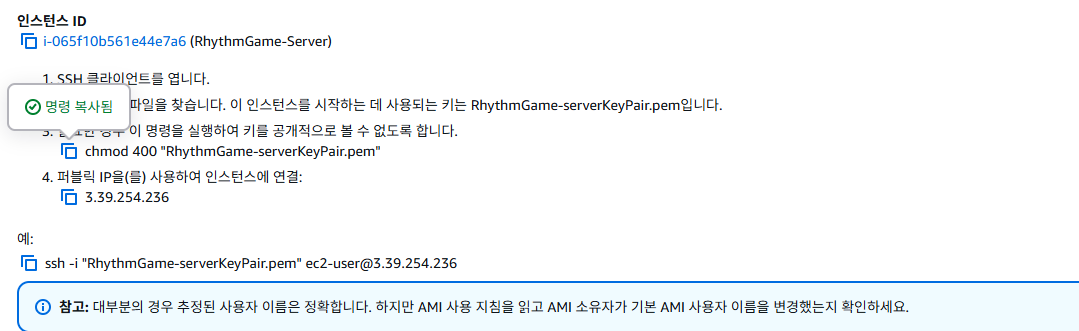 인스턴스 ID
i-065f10b561e44e7a6 (RhythmGame-Server)
1. SSH 클라이언트를 엽니다.
명령 복사됨
파일을 찾습니다. 이 인스턴스를 시작하는 데 사용되는 키는 RhythmGame-serverKeyPair.pem입니다.
3. 필요한 경우 이 명령을 실행하여 키를 공개적으로 볼 수 없도록 합니다.
chmod 400 "RhythmGame-serverKeyPair.pem"
4. 퍼블릭 IP을(를) 사용하여 인스턴스에 연결:
3.39.254.236
예:
ssh -i "RhythmGame-serverKeyPair.pem" ec2-user@3.39.254.236
참고: 대부분의 경우 추정된 사용자 이름은 정확합니다. 하지만 AMI 사용 지침을 읽고 AMI 소유자가 기본 AMI 사용자 이름을 변경했는지 확인하세요.